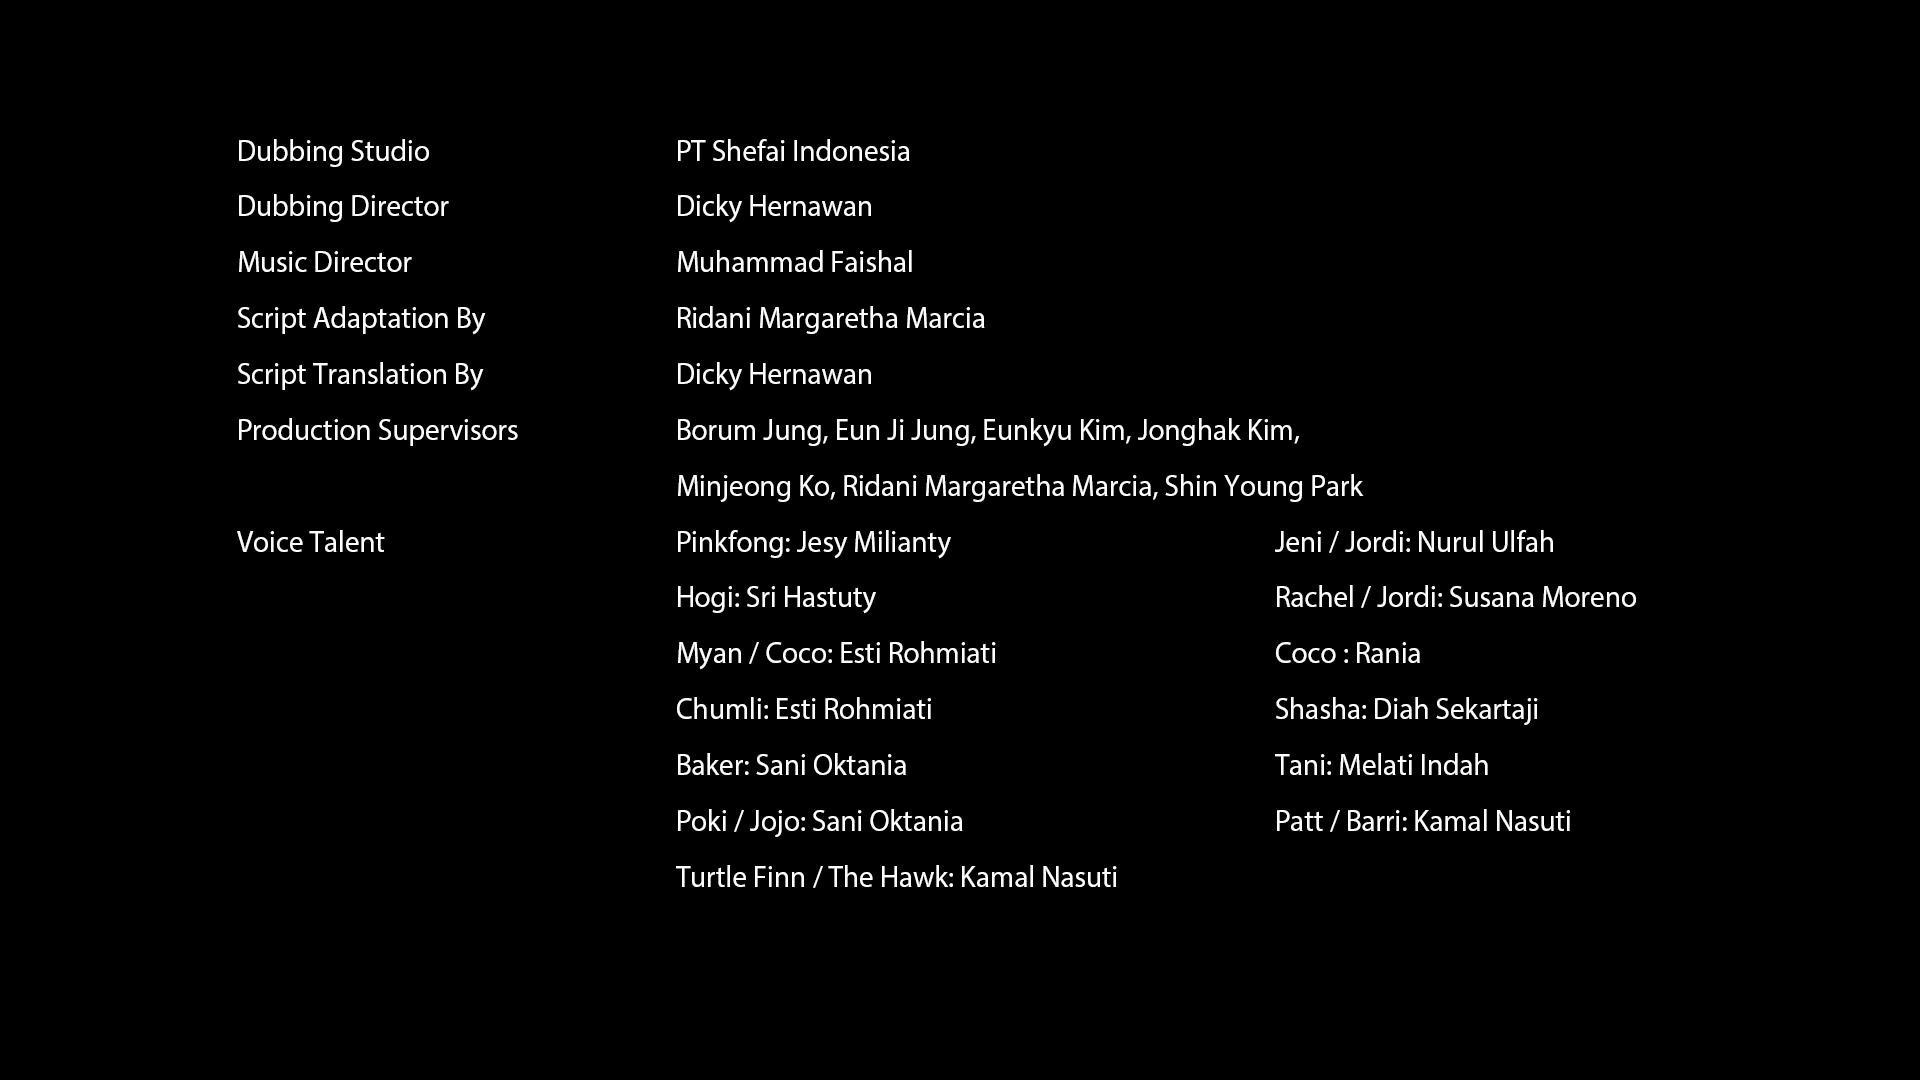 Dubbing Studio PT Shefai Indonesia
Dubbing Director Dicky Hernawan
Music Director Muhammad Faishal
Script Adaptation By Ridani Margaretha Marcia
Script Translation By Dicky Hernawan
Production Supervisors Borum Jung, Eun Ji Jung, Eunkyu Kim, Jonghak Kim,
Minjeong Ko, Ridani Margaretha Marcia, Shin Young Park
Voice Talent Pinkfong: Jesy Milianty Jeni / Jordi: Nurul Ulfah
Hogi: Sri Hastuty Rachel / Jordi: Susana Moreno
Myan / Coco: Esti Rohmiati Coco : Rania
Chumli: Esti Rohmiati Shasha: Diah Sekartaji
Baker: Sani Oktania Tani: Melati Indah
Poki / Jojo: Sani Oktania Patt / Barri: Kamal Nasuti
Turtle Finn / The Hawk: Kamal Nasuti